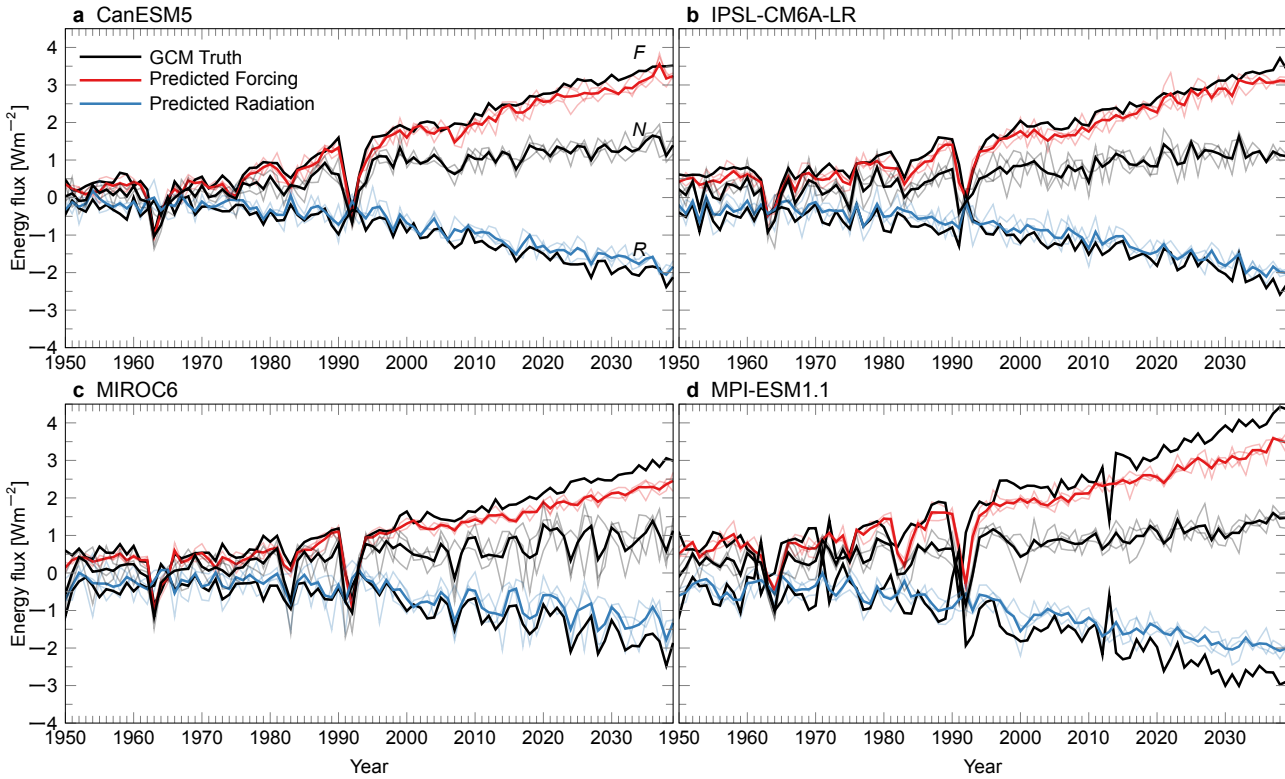 a CanESM5
b IPSL-CM6A-LR
GCM Truth
Predicted Forcing
Predicted Radiation
F
N
R
Energy flux [Wm−2]
4
3
2
1
0
−1
−2
−3
−4
1950 1960 1970 1980 1990 2000 2010 2020 2030
1950 1960 1970 1980 1990 2000 2010 2020 2030
c MIROC6
d MPI-ESM1.1
Energy flux [Wm−2]
4
3
2
1
0
−1
−2
−3
−4
1950 1960 1970 1980 1990 2000 2010 2020 2030
1950 1960 1970 1980 1990 2000 2010 2020 2030
Year
Year